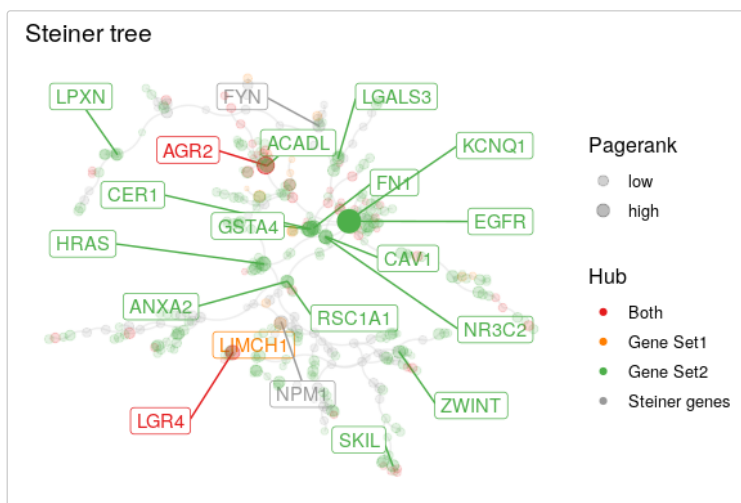 Steiner tree
LPXN
FYN
LGALS3
AGR2
ACADL
KCNQ1
CER1
FN1
GSTA4
EGFR
HRAS
CAV1
ANXA2
RSC1A1
NR3C2
LIMCH1
NPM1
LGR4
ZWINT
SKIL
Pagerank
low
high
Hub
Both
Gene Set1
Gene Set2
Steiner genes